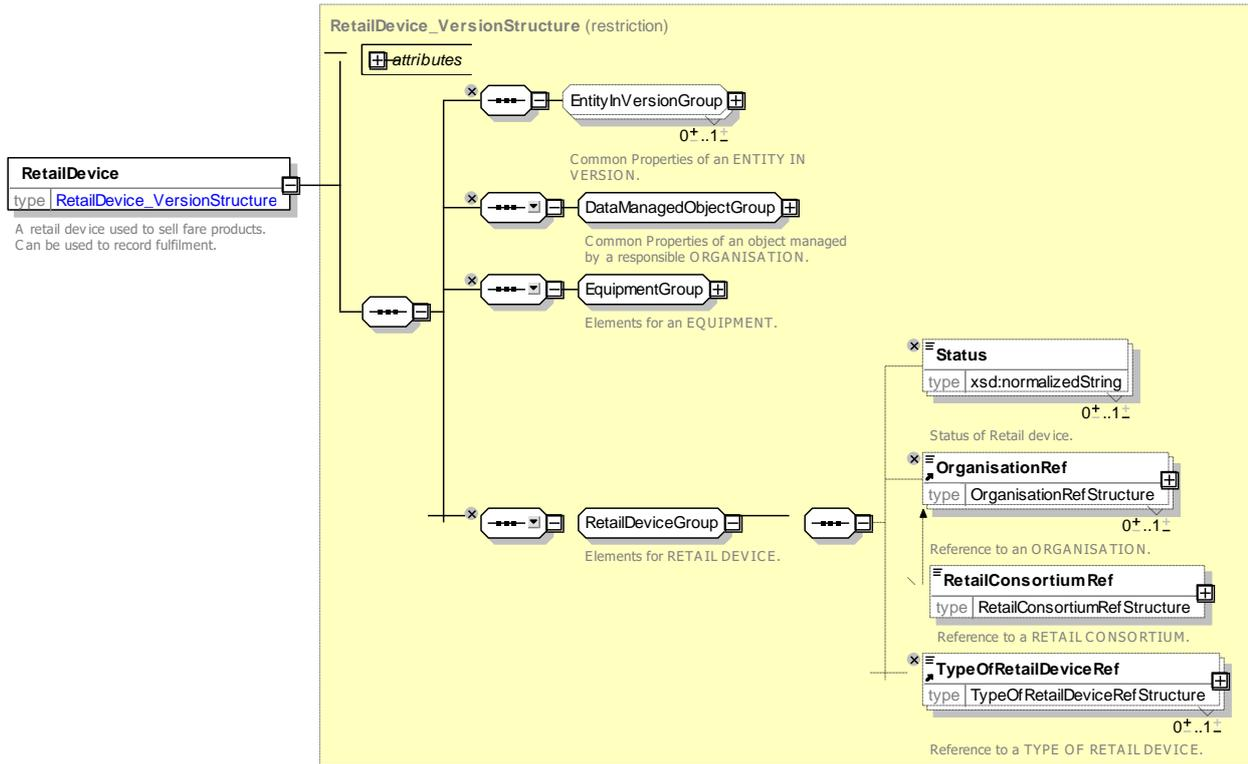 RetailDevice_VersionStructure (restriction)
attributes
EntityInVersionGroup
0..1
Common Properties of an ENTITY IN
VERSION.
RetailDevice
type RetailDevice_VersionStructure
A retail device used to sell fare products.
Can be used to record fulfilment.
DataManagedObjectGroup
Common Properties of an object managed
by a responsible ORGANISATION.
EquipmentGroup
Elements for an EQUIPMENT.
Status
type xsd:normalizedString
0..1
Status of Retail device.
OrganisationRef
type OrganisationRefStructure
0..1
Reference to an ORGANISATION.
RetailDeviceGroup
Elements for RETAIL DEVICE.
RetailConsortiumRef
type RetailConsortiumRefStructure
Reference to a RETAIL CONSORTIUM.
TypeOfRetailDeviceRef
type TypeOfRetailDeviceRefStructure
0..1
Reference to a TYPE OF RETAIL DEVICE.